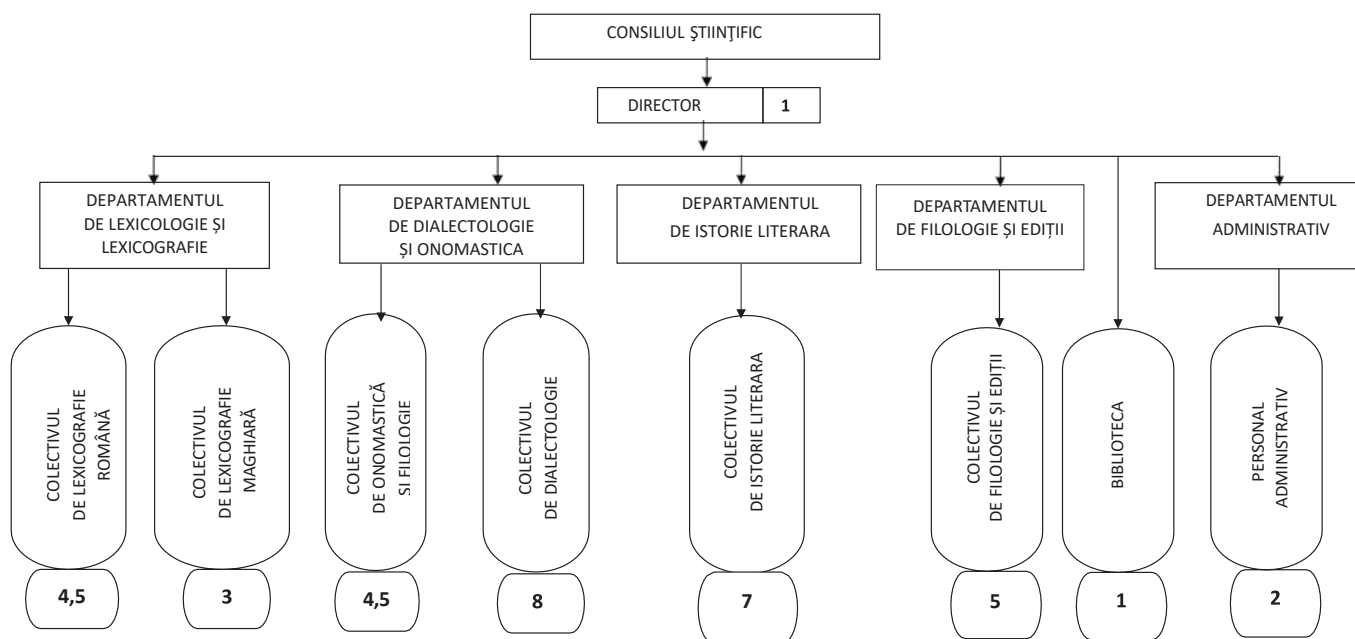 CONSILIUL ŞTIINŢIFIC
DIRECTOR 1
DEPARTAMENTUL
DE LEXICOLOGIE ȘI
LEXICOGRAFIE
DEPARTAMENTUL
DE DIALECTOLOGIE
ȘI ONOMASTICA
DEPARTAMENTUL
DE ISTORIE LITERARA
DEPARTAMENTUL
DE FILOLOGIE ȘI EDIȚII
DEPARTAMENTUL
ADMINISTRATIV
COLECTIVUL
DE LEXICOGRAFIE
ROMÂNĂ
COLECTIVUL
DE LEXICOGRAFIE
MAGHIARĂ
COLECTIVUL
DE ONOMASTICĂ
SI FILOLOGIE
COLECTIVUL
DE DIALECTOLOGIE
COLECTIVUL
DE ISTORIE LITERARA
COLECTIVUL
DE FILOLOGIE ȘI EDIȚII
BIBLIOTECA
PERSONAL
ADMINISTRATIV
4,5
3
4,5
8
7
5
1
2